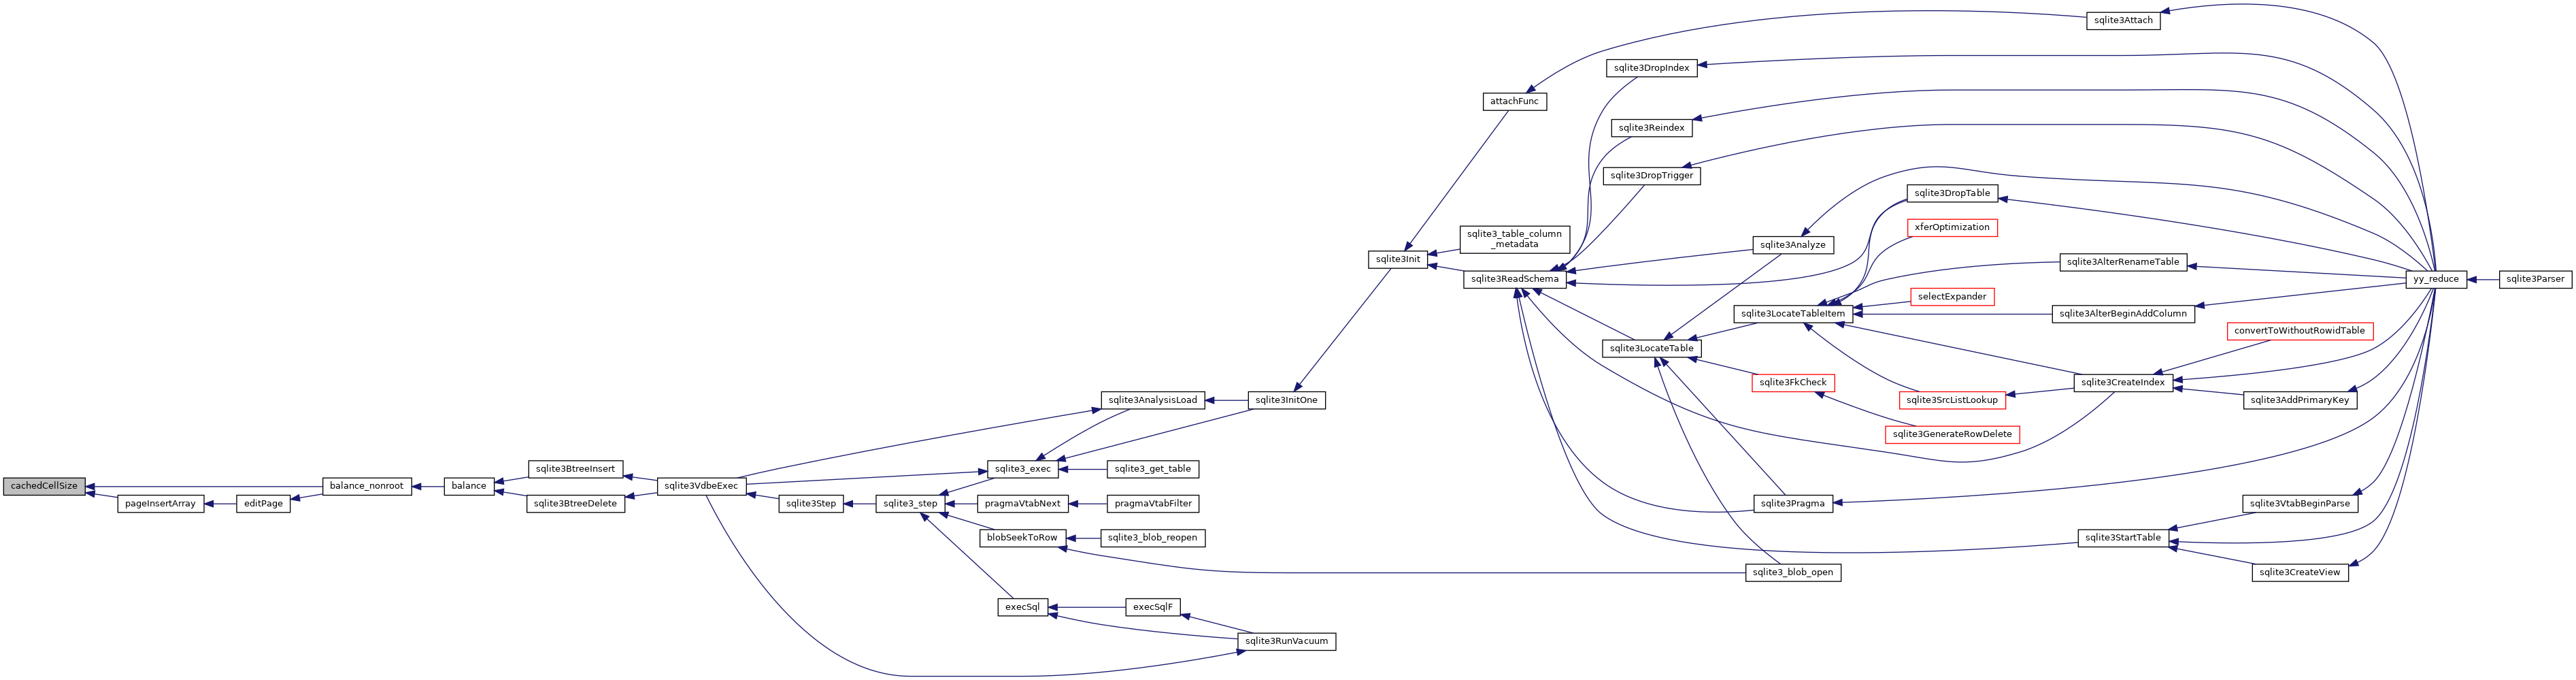 sqlite3Attach
sqlite3DropIndex
attachFunc
sqlite3Reindex
sqlite3DropTrigger
sqlite3DropTable
xferOptimization
sqlite3_table_column
_metadata
sqlite3Analyze
sqlite3Init
sqlite3AlterRenameTable
sqlite3ReadSchema
yy_reduce
sqlite3Parser
selectExpander
sqlite3LocateTableItem
sqlite3AlterBeginAddColumn
convertToWithoutRowidTable
sqlite3LocateTable
sqlite3FkCheck
sqlite3CreateIndex
sqlite3AnalysisLoad
sqlite3InitOne
sqlite3SrcListLookup
sqlite3AddPrimaryKey
sqlite3GenerateRowDelete
sqlite3BtreeInsert
sqlite3_exec
sqlite3_get_table
cachedCellSize
balance_nonroot
balance
sqlite3VdbeExec
pageInsertArray
editPage
sqlite3BtreeDelete
sqlite3Step
sqlite3_step
pragmaVtabNext
pragmaVtabFilter
sqlite3Pragma
sqlite3VtabBeginParse
blobSeekToRow
sqlite3_blob_reopen
sqlite3StartTable
sqlite3_blob_open
sqlite3CreateView
execSql
execSqlF
sqlite3RunVacuum